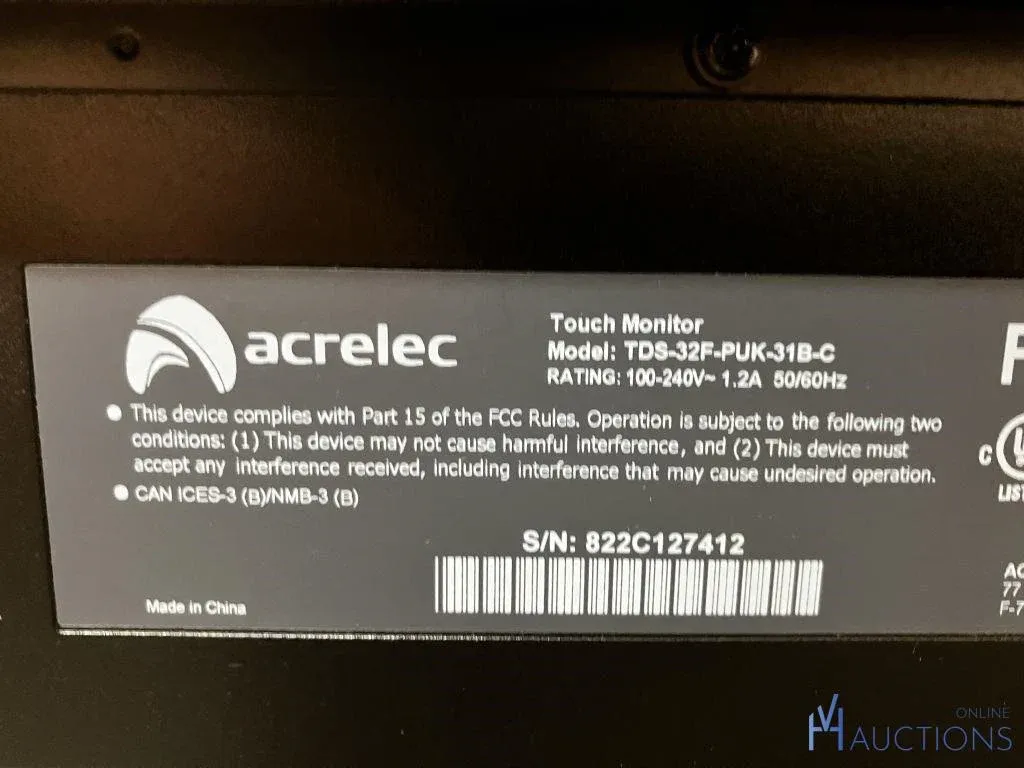 acrelec
Touch Monitor
Model: TDS-32F-PUK-31B-C
RATING: 100-240V~ 1.2A 50/60Hz
● This device complies with Part 15 of the FCC Rules. Operation is subject to the following two
conditions: (1) This device may not cause harmful interference, and (2) This device must
accept any interference received, including interference that may cause undesired operation.
● CAN ICES-3 (B)/NMB-3 (B)
C
S/N: 822C127412
Made in China
77
ONLINE
AUCTIONS